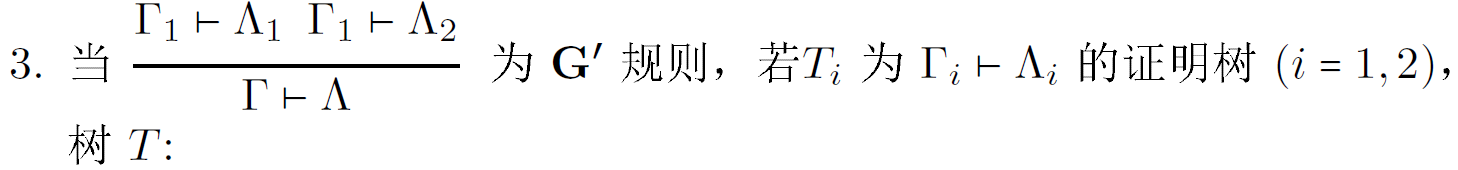 3. 当 Γ₁ ⊢ Λ₁ Γ₁ ⊢ Λ₂ / Γ ⊢ Λ 为 G′ 规则，若Tᵢ 为 Γᵢ ⊢ Λᵢ 的证明树 (i = 1, 2)，
树 T: